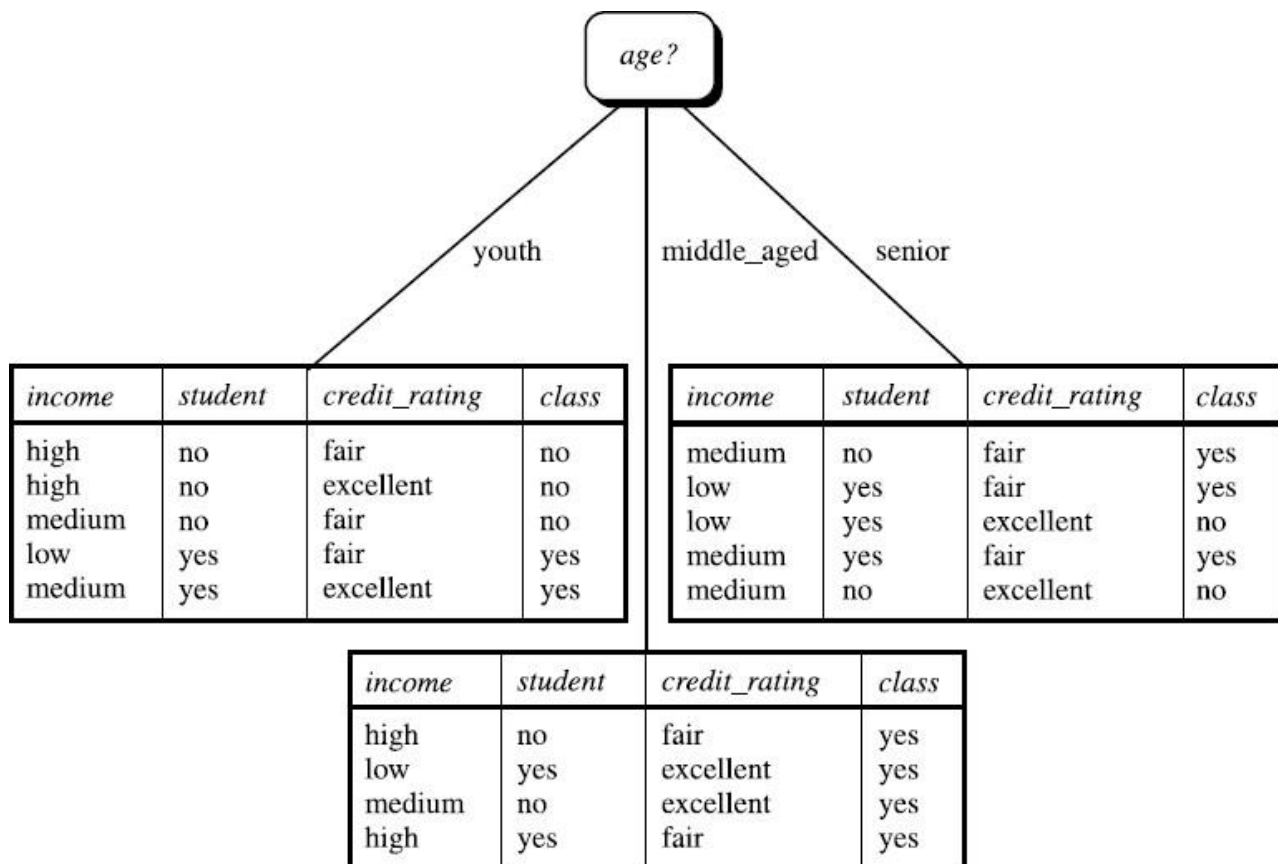 age?
youth
middle_aged
senior
income student credit_rating class
high no fair no
high no excellent no
medium no fair no
low yes fair yes
medium yes excellent yes
income student credit_rating class
medium no fair yes
low yes fair yes
low yes excellent no
medium yes fair yes
medium no excellent no
income student credit_rating class
high no fair yes
low yes excellent yes
medium no excellent yes
high yes fair yes